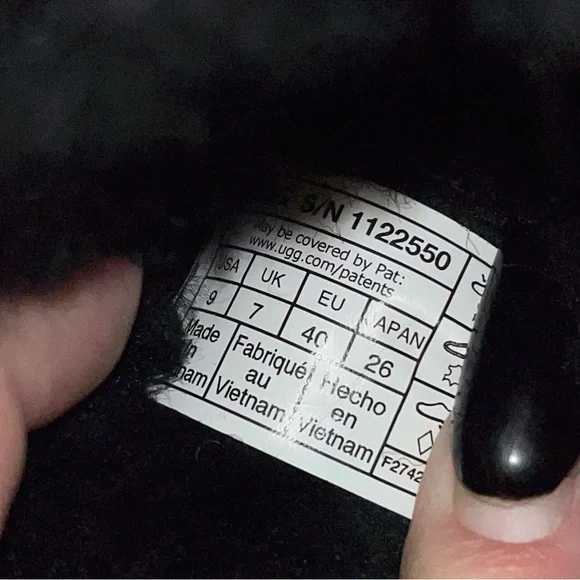 S/N 1122550
may be covered by Pat:
www.ugg.com/patents
USA UK EU JAPAN
9 7 40 26
Made Fabriqué Hecho
in au en
nam Vietnam Vietnam
F2742